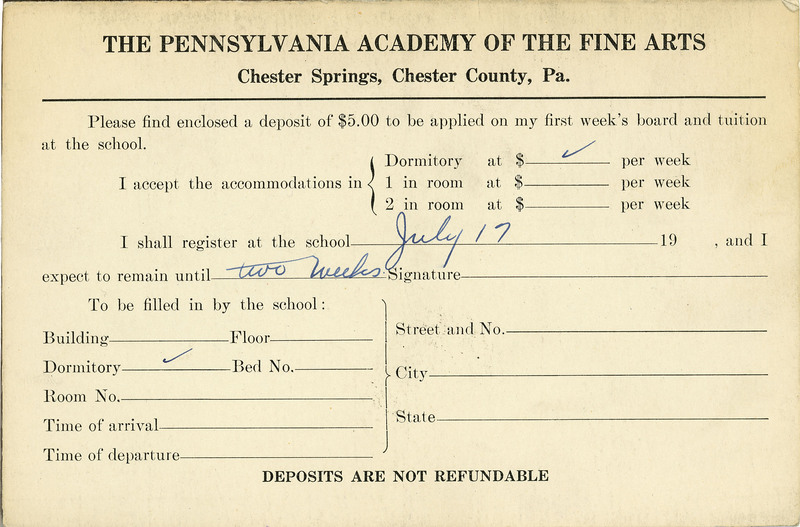 THE PENNSYLVANIA ACADEMY OF THE FINE ARTS
Chester Springs, Chester County, Pa.
Please find enclosed a deposit of $5.00 to be applied on my first week's board and tuition
at the school.
I accept the accommodations in
Dormitory at $ ✓ per week
1 in room at $ per week
2 in room at $ per week
I shall register at the school July 17 19 , and I
expect to remain until two weeks Signature
To be filled in by the school:
Building Floor
Dormitory ✓ Bed No.
Room No.
Time of arrival
Time of departure
Street and No.
City
State
DEPOSITS ARE NOT REFUNDABLE